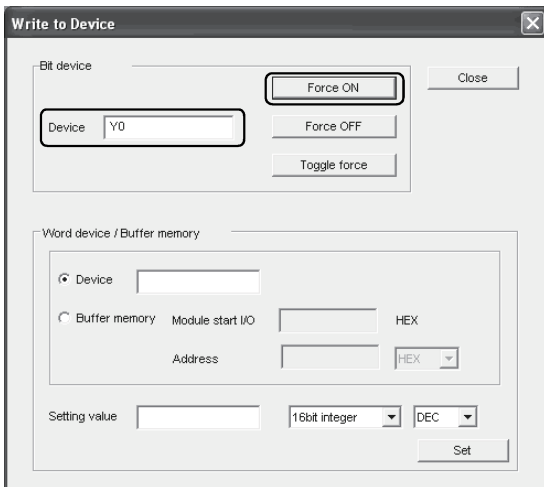 Write to Device
Bit device
Force ON
Close
Device Y0
Force OFF
Toggle force
Word device / Buffer memory
Device
Buffer memory Module start I/O HEX
Address HEX
Setting value 16bit integer DEC
Set